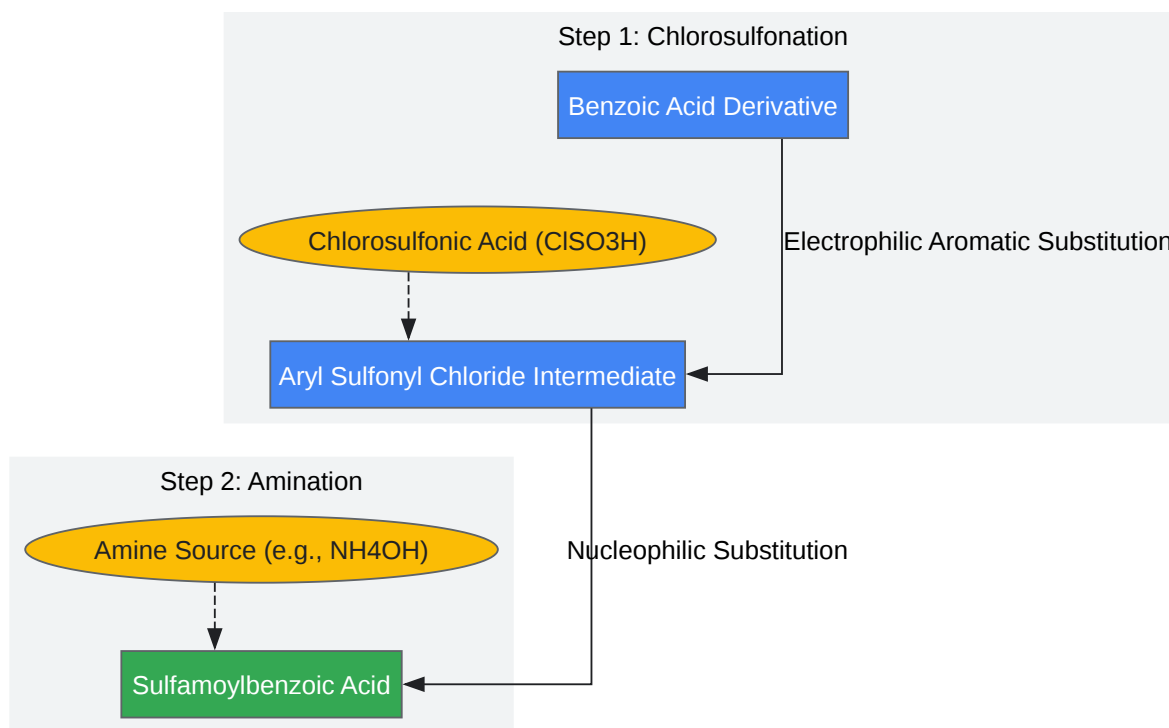 Step 1: Chlorosulfonation
Benzoic Acid Derivative
Chlorosulfonic Acid (ClSO3H)
Electrophilic Aromatic Substitution
Aryl Sulfonyl Chloride Intermediate
Step 2: Amination
Amine Source (e.g., NH4OH)
Nucleophilic Substitution
Sulfamoylbenzoic Acid